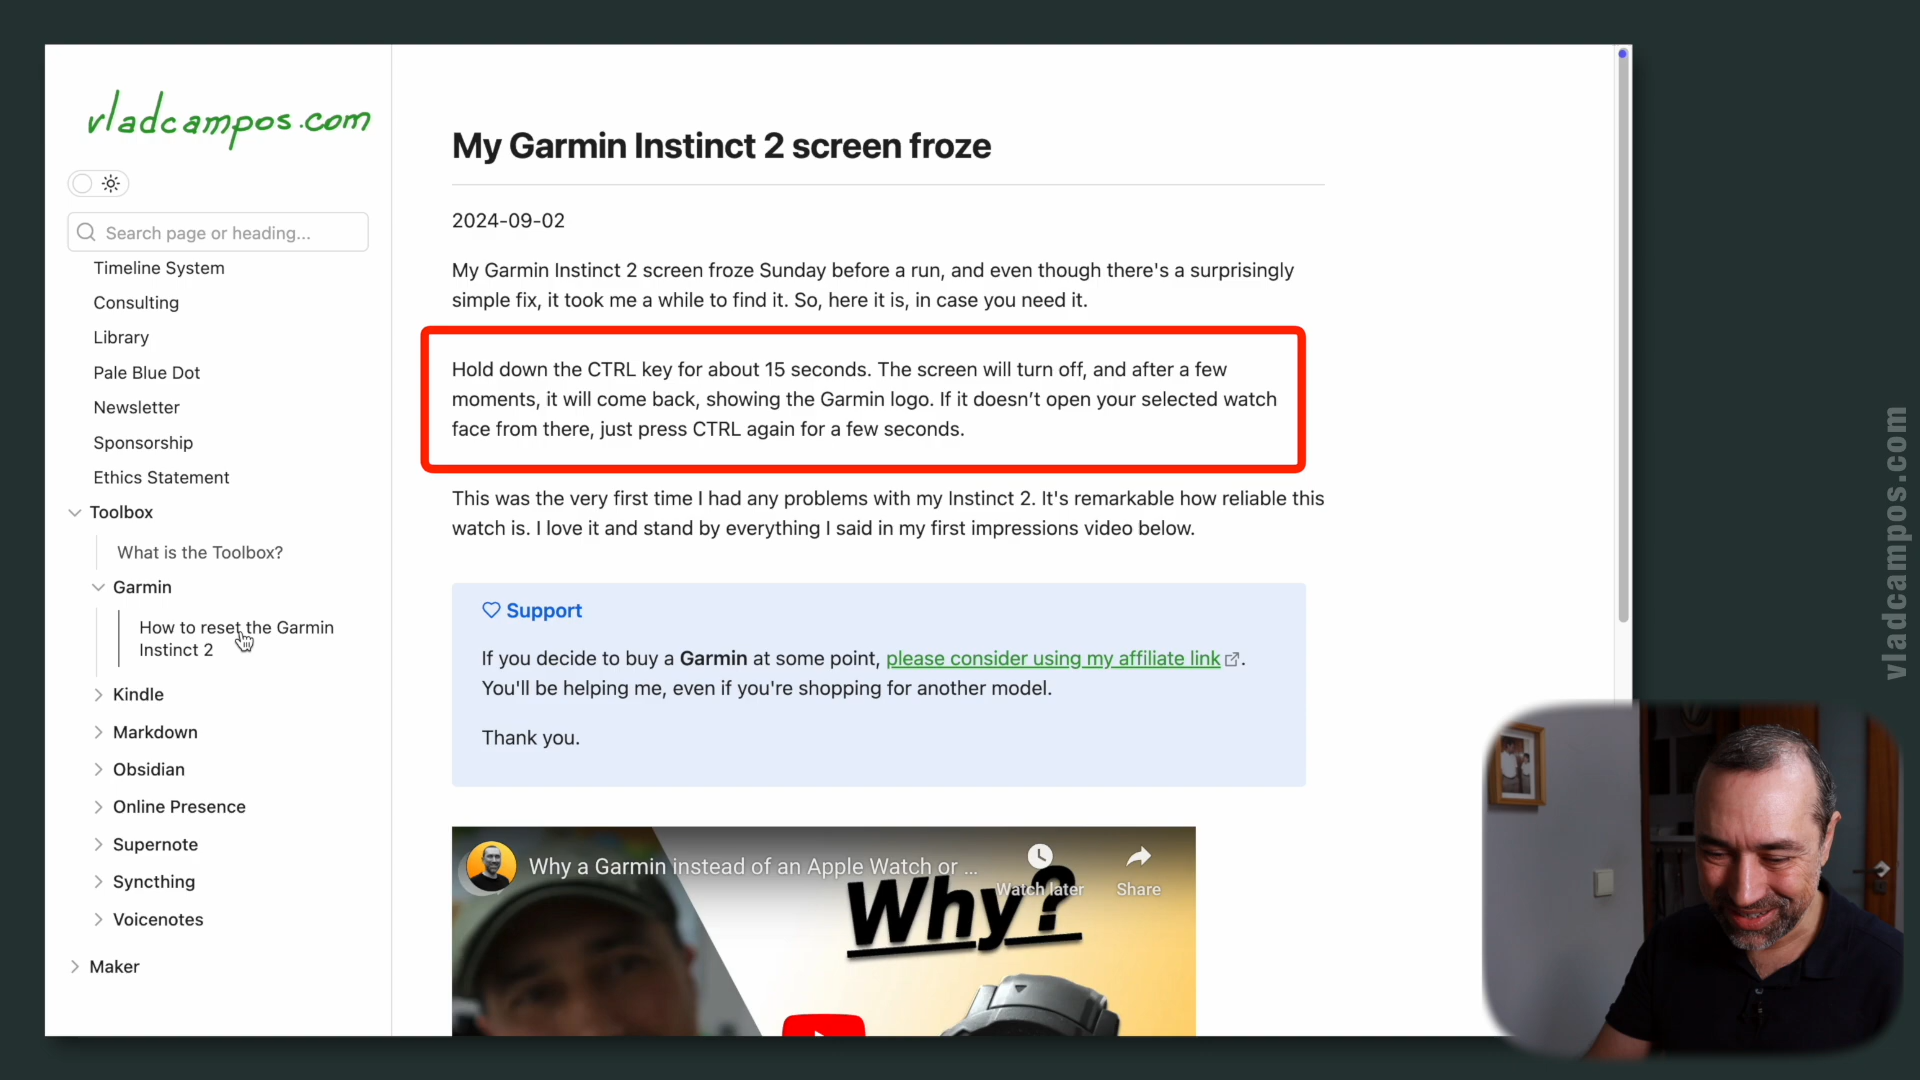 vladcampos.com
Search page or heading...
Timeline System
Consulting
Library
Pale Blue Dot
Newsletter
Sponsorship
Ethics Statement
Toolbox
What is the Toolbox?
Garmin
How to reset the Garmin
Instinct 2
Kindle
Markdown
Obsidian
Online Presence
Supernote
Syncthing
Voicenotes
Maker
My Garmin Instinct 2 screen froze
2024-09-02
My Garmin Instinct 2 screen froze Sunday before a run, and even though there's a surprisingly
simple fix, it took me a while to find it. So, here it is, in case you need it.
Hold down the CTRL key for about 15 seconds. The screen will turn off, and after a few
moments, it will come back, showing the Garmin logo. If it doesn’t open your selected watch
face from there, just press CTRL again for a few seconds.
This was the very first time I had any problems with my Instinct 2. It's remarkable how reliable this
watch is. I love it and stand by everything I said in my first impressions video below.
Support
If you decide to buy a Garmin at some point, please consider using my affiliate link.
You'll be helping me, even if you're shopping for another model.
Thank you.
Why a Garmin instead of an Apple Watch or ...
Watch later
Share
Why?
vladcampos.com